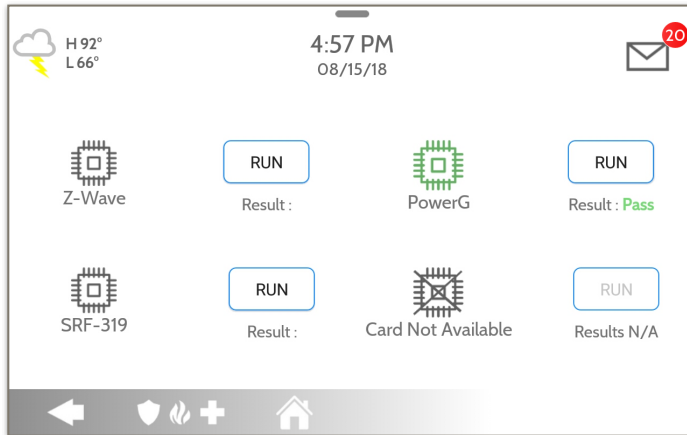 H 92°
L 66°
4:57 PM
08/15/18
20
Z-Wave
RUN
Result :
PowerG
RUN
Result : Pass
SRF-319
RUN
Result :
Card Not Available
RUN
Results N/A